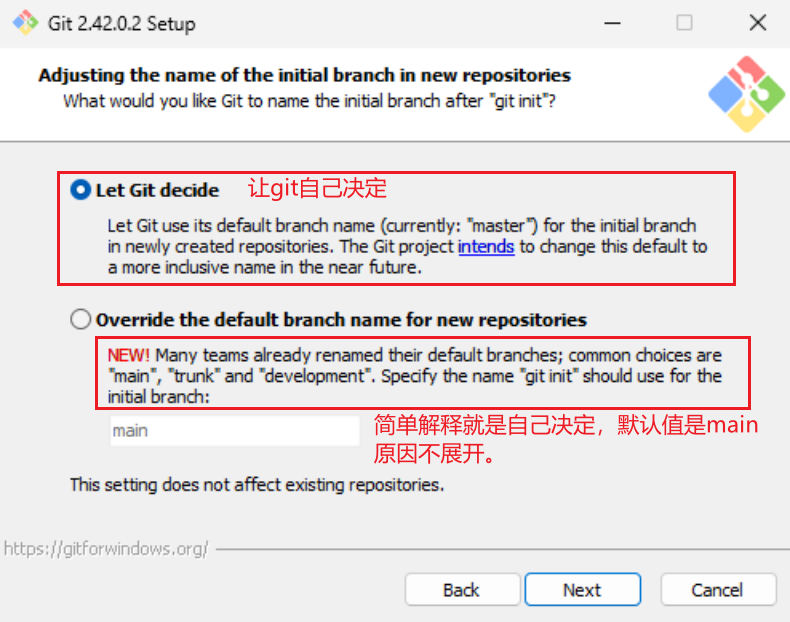 Git 2.42.0.2 Setup
Adjusting the name of the initial branch in new repositories
What would you like Git to name the initial branch after "git init"?
Let Git decide 让git自己决定
Let Git use its default branch name (currently: "master") for the initial branch
in newly created repositories. The Git project intends to change this default to
a more inclusive name in the near future.
Override the default branch name for new repositories
NEW! Many teams already renamed their default branches; common choices are
"main", "trunk" and "development". Specify the name "git init" should use for the
initial branch:
main
简单解释就是自己决定，默认值是main
原因不展开。
This setting does not affect existing repositories.
https://gitforwindows.org/
Back Next Cancel